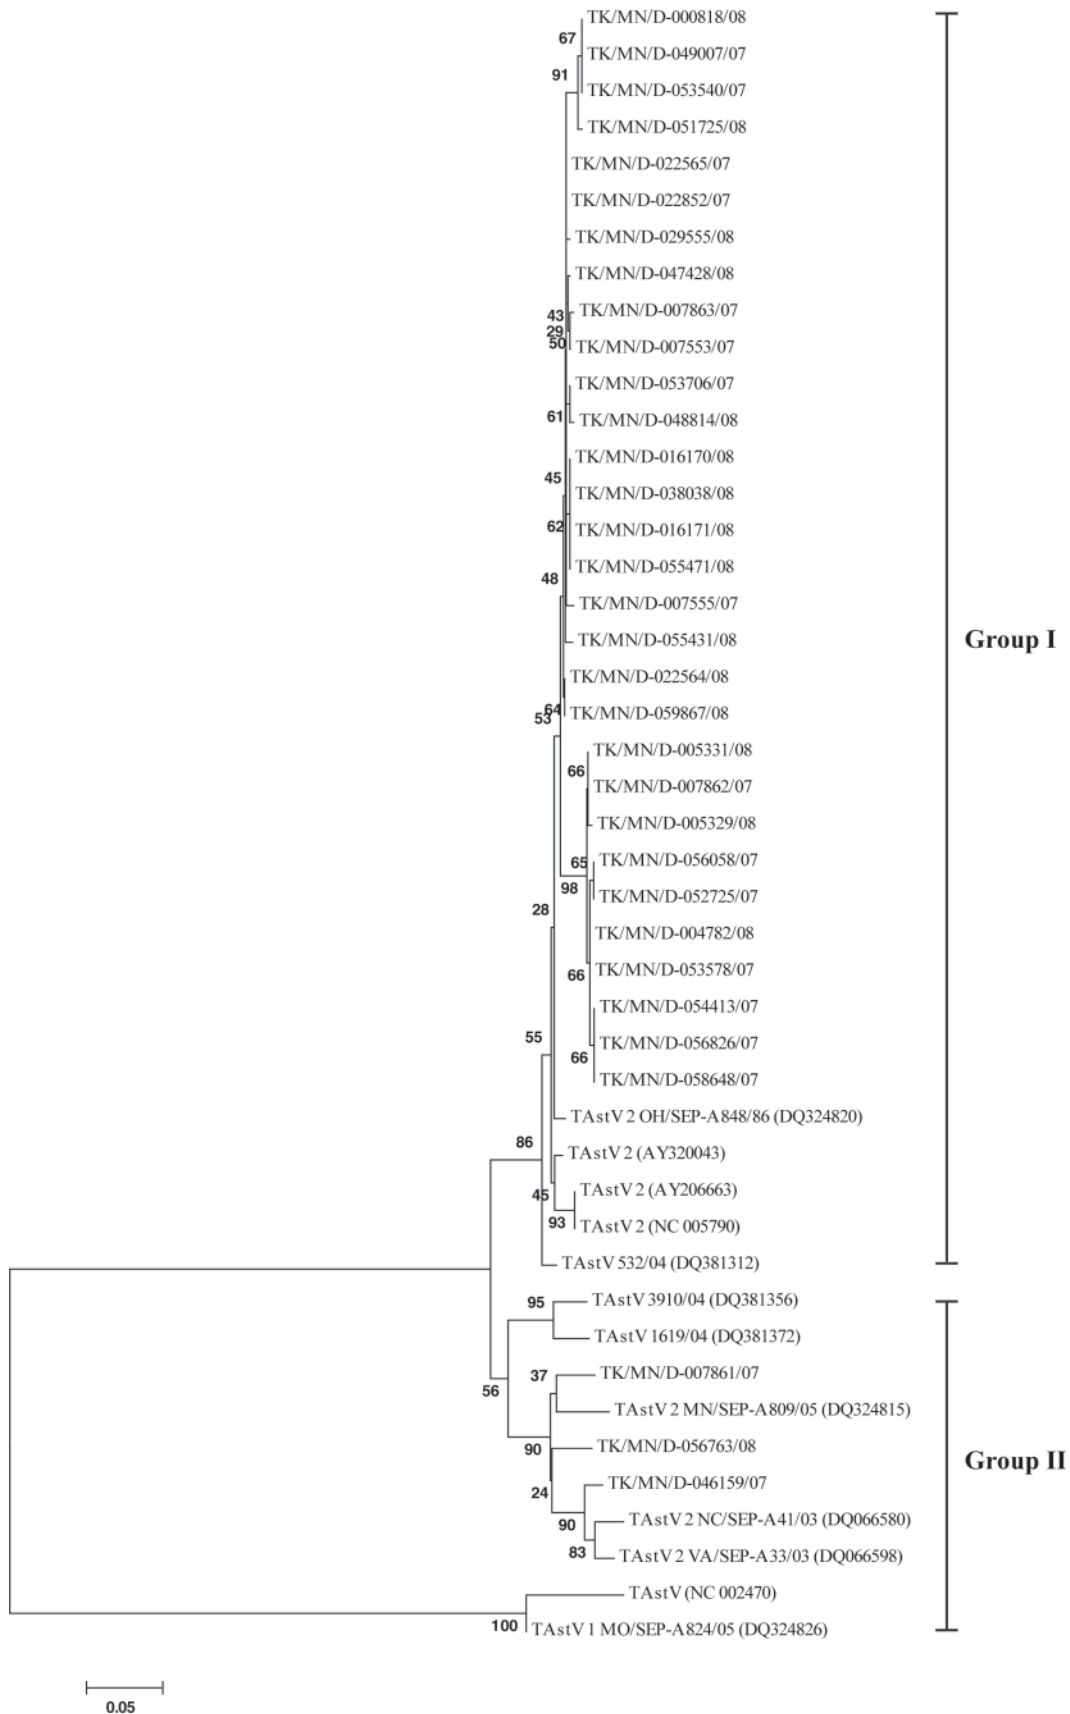 TK/MN/D-000818/08
67
TK/MN/D-049007/07
91
TK/MN/D-053540/07
TK/MN/D-051725/08
TK/MN/D-022565/07
TK/MN/D-022852/07
TK/MN/D-029555/08
TK/MN/D-047428/08
43
TK/MN/D-007863/07
29
50
TK/MN/D-007553/07
TK/MN/D-053706/07
61
TK/MN/D-048814/08
TK/MN/D-016170/08
45
TK/MN/D-038038/08
62
TK/MN/D-016171/08
48
TK/MN/D-055471/08
TK/MN/D-007555/07
TK/MN/D-055431/08
Group I
TK/MN/D-022564/08
64
53
TK/MN/D-059867/08
TK/MN/D-005331/08
66
TK/MN/D-007862/07
TK/MN/D-005329/08
65
TK/MN/D-056058/07
98
TK/MN/D-052725/07
28
TK/MN/D-004782/08
66
TK/MN/D-053578/07
TK/MN/D-054413/07
55
TK/MN/D-056826/07
66
TK/MN/D-058648/07
TAstV 2 OH/SEP-A848/86 (DQ324820)
86
TAstV 2 (AY320043)
45
TAstV 2 (AY206663)
93
TAstV 2 (NC 005790)
TAstV 532/04 (DQ381312)
95
TAstV 3910/04 (DQ381356)
TAstV 1619/04 (DQ381372)
37
TK/MN/D-007861/07
56
TAstV 2 MN/SEP-A809/05 (DQ324815)
90
TK/MN/D-056763/08
Group II
24
TK/MN/D-046159/07
90
TAstV 2 NC/SEP-A41/03 (DQ066580)
83
TAstV 2 VA/SEP-A33/03 (DQ066598)
TAstV (NC 002470)
100
TAstV 1 MO/SEP-A824/05 (DQ324826)
0.05